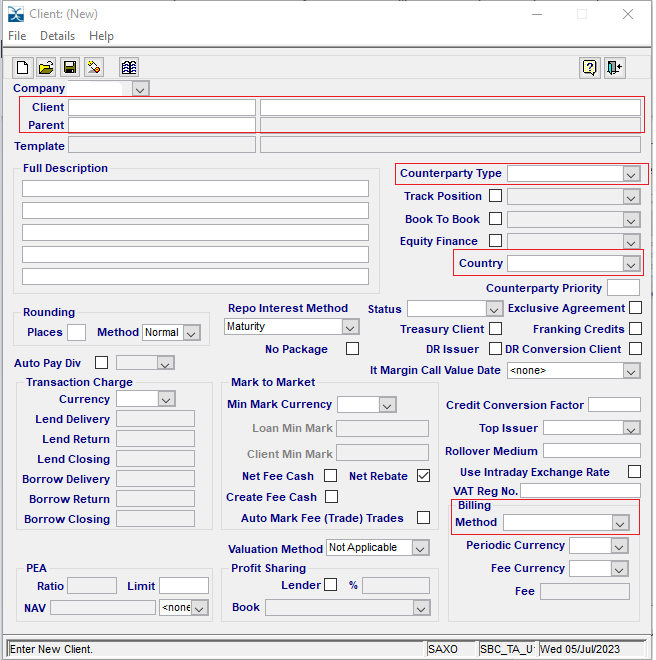 Client: (New)
File Details Help
Company
Client
Parent
Template
Full Description
Counterparty Type
Track Position
Book To Book
Equity Finance
Country
Counterparty Priority
Rounding
Places Method Normal
Repo Interest Method
Maturity
No Package
Status
Exclusive Agreement
Treasury Client
Franking Credits
DR Issuer
DR Conversion Client
Auto Pay Div
It Margin Call Value Date <none>
Transaction Charge
Currency
Lend Delivery
Lend Return
Lend Closing
Borrow Delivery
Borrow Return
Borrow Closing
Mark to Market
Min Mark Currency
Loan Min Mark
Client Min Mark
Net Fee Cash Net Rebate
Create Fee Cash
Auto Mark Fee (Trade) Trades
Credit Conversion Factor
Top Issuer
Rollover Medium
Use Intraday Exchange Rate
VAT Reg No.
Billing
Method
Periodic Currency
Fee Currency
Fee
Valuation Method Not Applicable
PEA
Ratio Limit
NAV <none
Profit Sharing
Lender %
Book
Enter New Client. SAXO SBC_TA_U Wed 05/Jul/2023